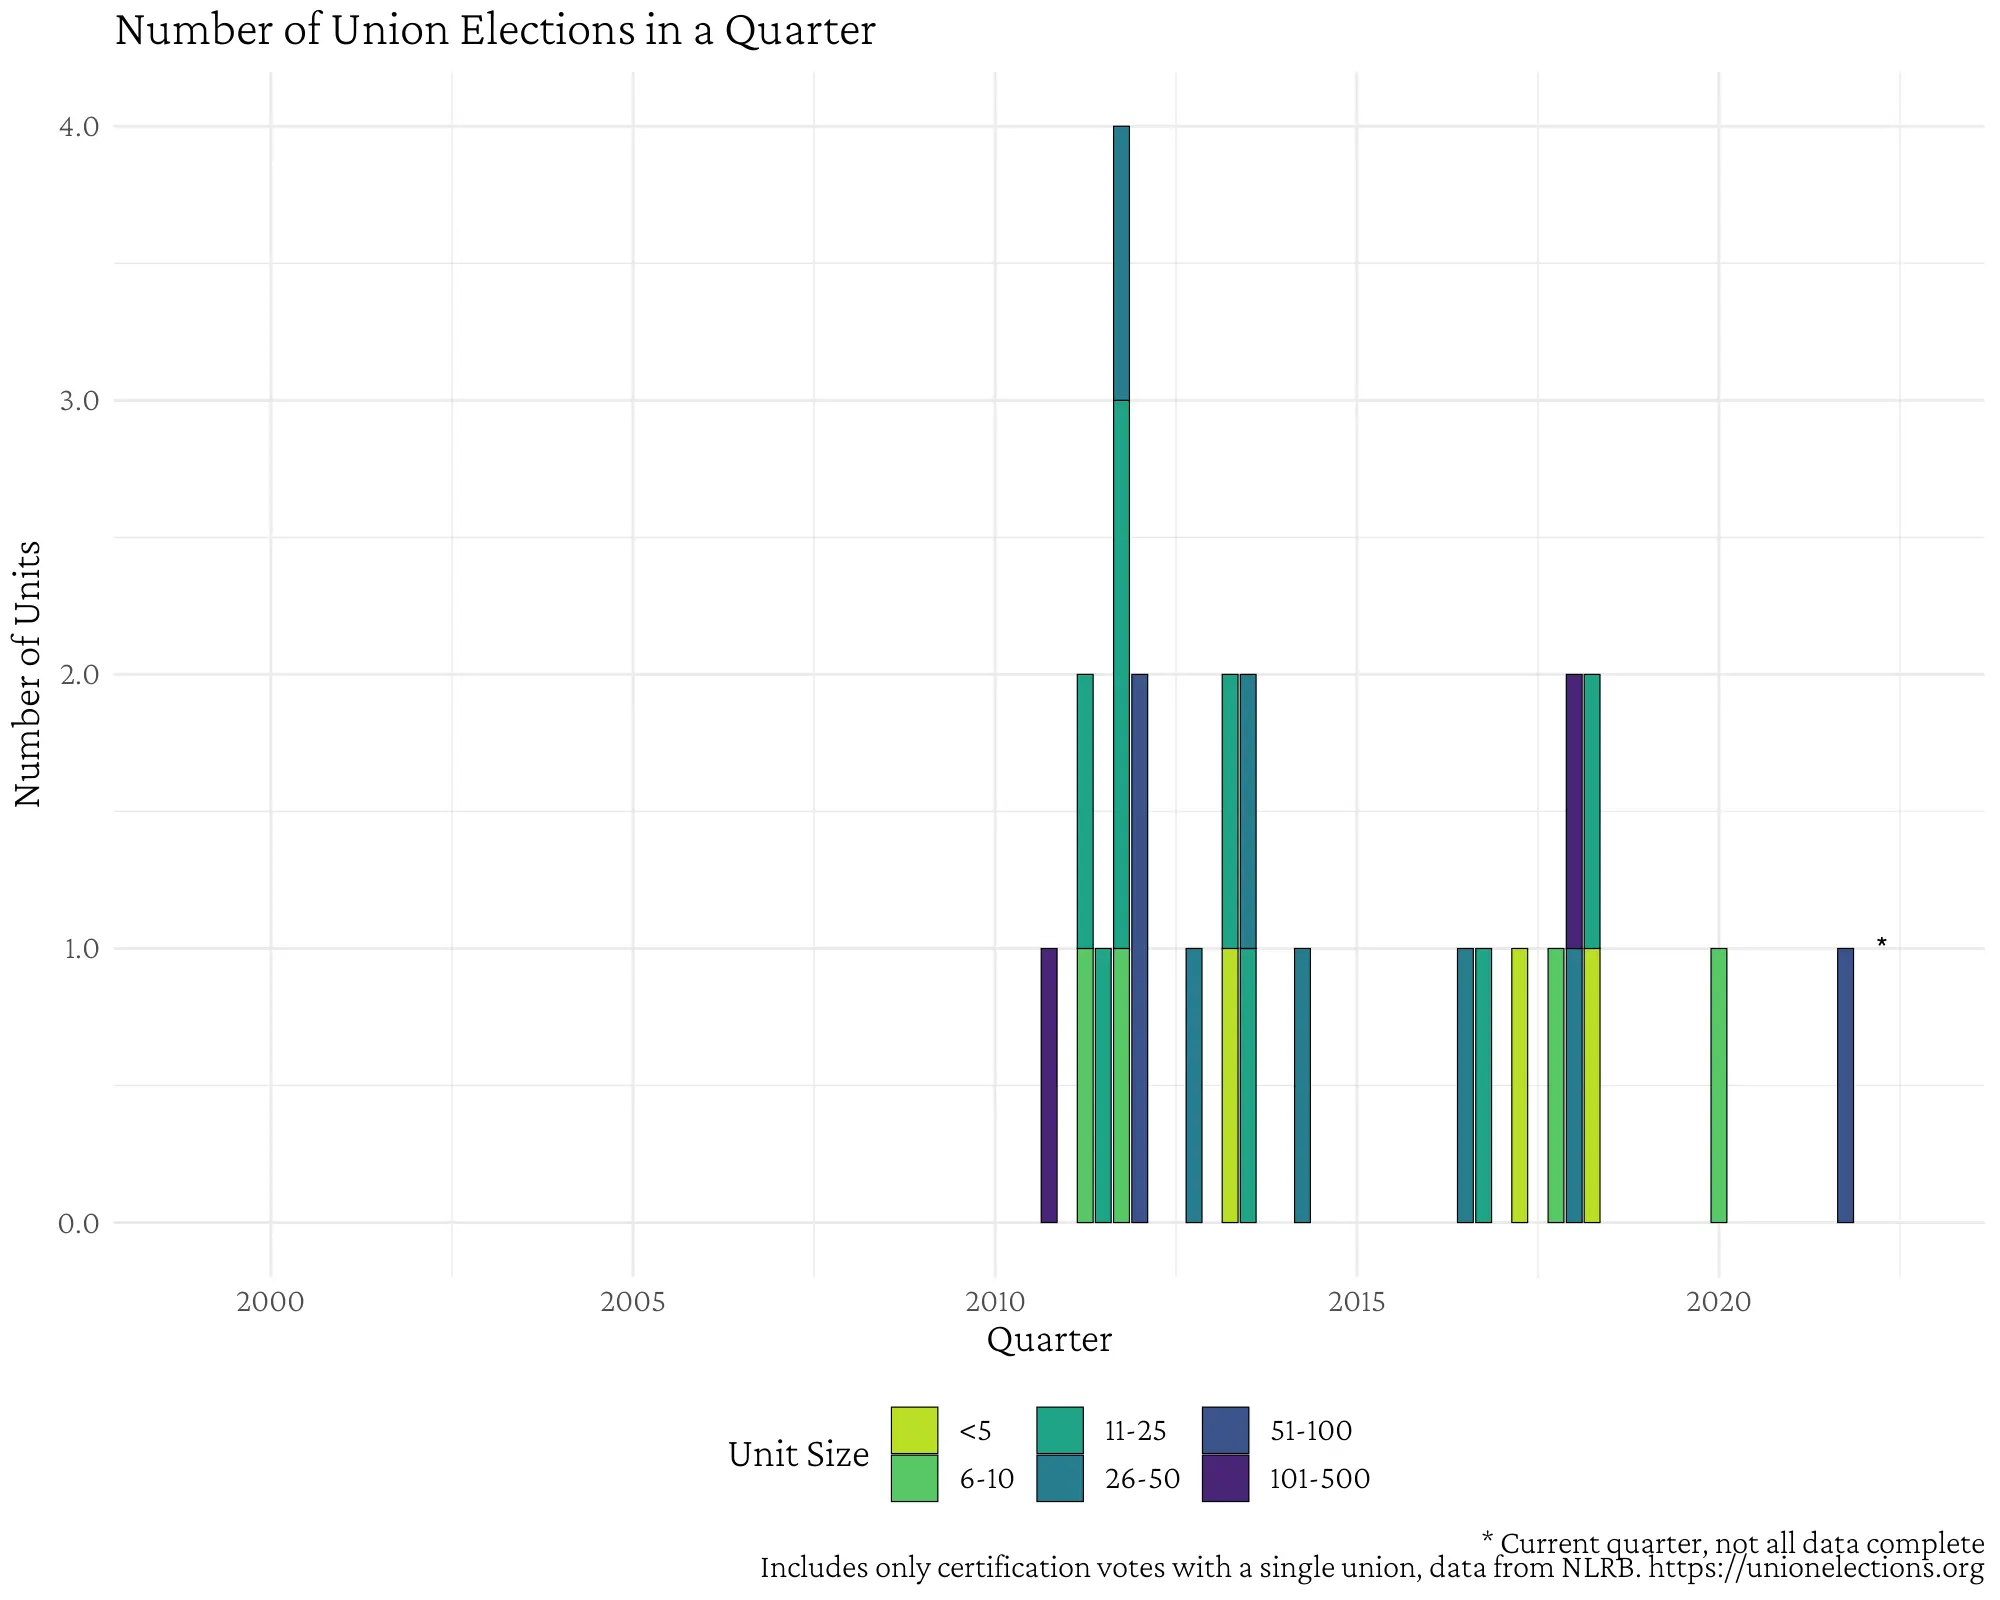 Number of Union Elections in a Quarter
Number of Units
4.0
3.0
2.0
1.0
0.0
*
2000 2005 2010 2015 2020
Quarter
Unit Size
<5 11-25 51-100
6-10 26-50 101-500
* Current quarter, not all data complete
Includes only certification votes with a single union, data from NLRB. https://unionelections.org